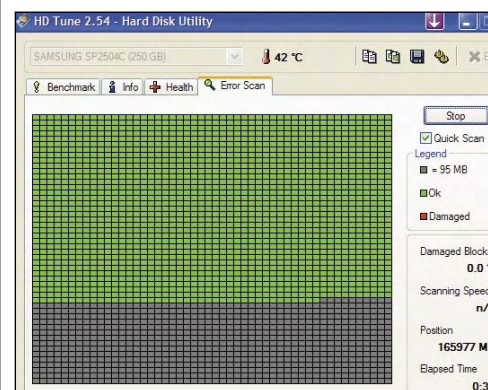 HD Tune 2.54 - Hard Disk Utility
SAMSUNG SP2504C (250 GB)
42 °C
Benchmark Info Health Error Scan
Stop
Quick Scan
Legend
= 95 MB
Ok
Damaged
Damaged Block
0.0
Scanning Speed
n/
Position
165977 M
Elapsed Time
0:3